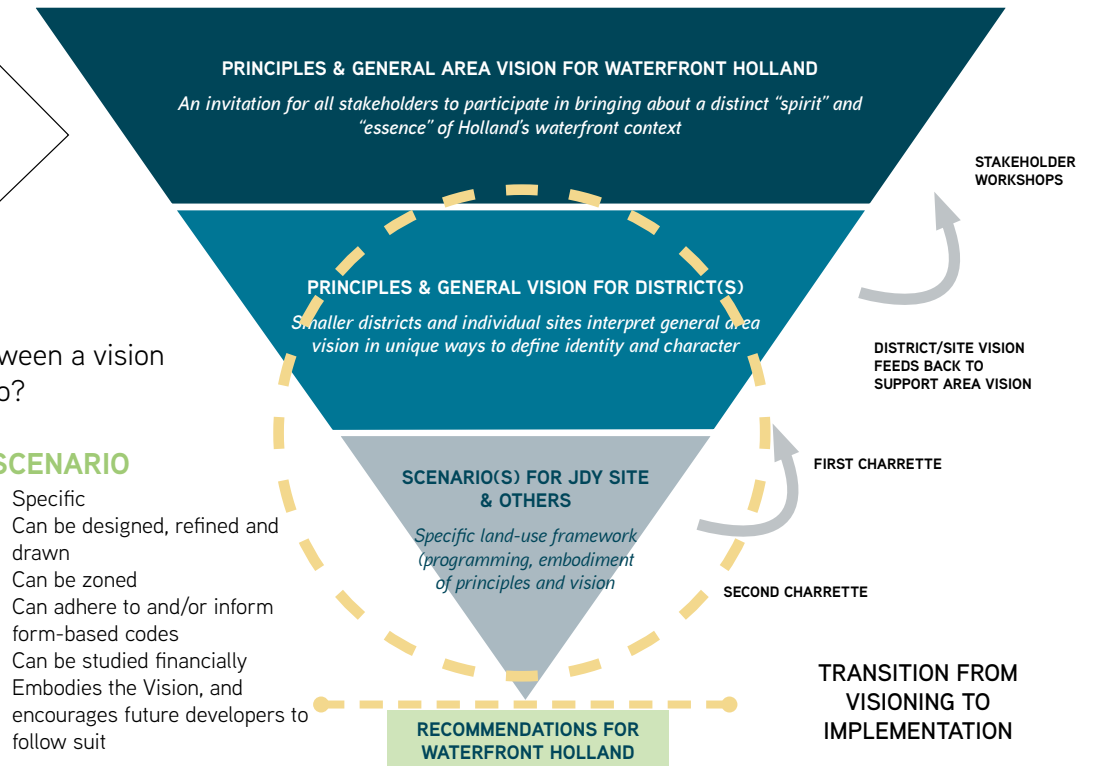 PRINCIPLES & GENERAL AREA VISION FOR WATERFRONT HOLLAND
An invitation for all stakeholders to participate in bringing about a distinct “spirit” and
“essence” of Holland’s waterfront context
STAKEHOLDER
WORKSHOPS
PRINCIPLES & GENERAL VISION FOR DISTRICT(S)
Smaller districts and individual sites interpret general area
vision in unique ways to define identity and character
DISTRICT/SITE VISION
FEEDS BACK TO
SUPPORT AREA VISION
ween a vision
o?
SCENARIO
Specific
Can be designed, refined and
drawn
Can be zoned
Can adhere to and/or inform
form-based codes
Can be studied financially
Embodies the Vision, and
encourages future developers to
follow suit
SCENARIO(S) FOR JDY SITE
& OTHERS
Specific land-use framework
(programming, embodiment
of principles and vision
FIRST CHARRETTE
SECOND CHARRETTE
TRANSITION FROM
VISIONING TO
IMPLEMENTATION
RECOMMENDATIONS FOR
WATERFRONT HOLLAND